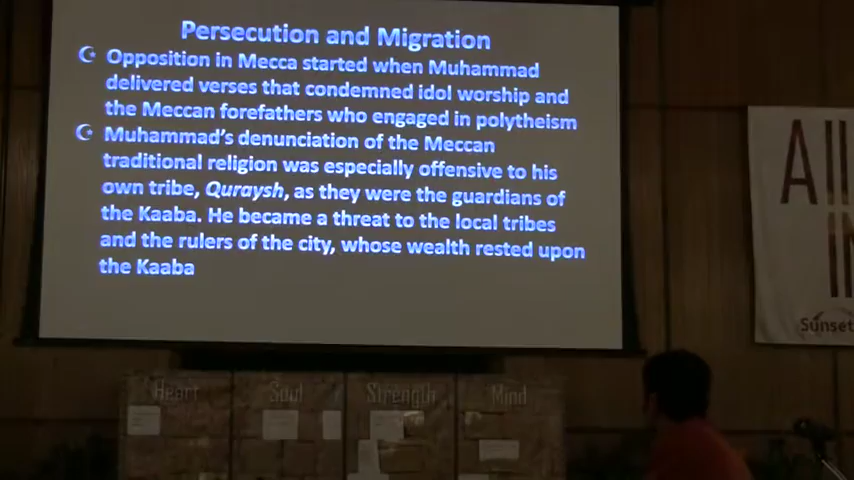 Persecution and Migration
Opposition in Mecca started when Muhammad
delivered verses that condemned idol worship and
the Meccan forefathers who engaged in polytheism
Muhammad's denunciation of the Meccan
traditional religion was especially offensive to his
own tribe, Quraysh, as they were the guardians of
the Kaaba. He became a threat to the local tribes
and the rulers of the city, whose wealth rested upon
the Kaaba
All
IN
Sunset
Heart Soul Strength Mind